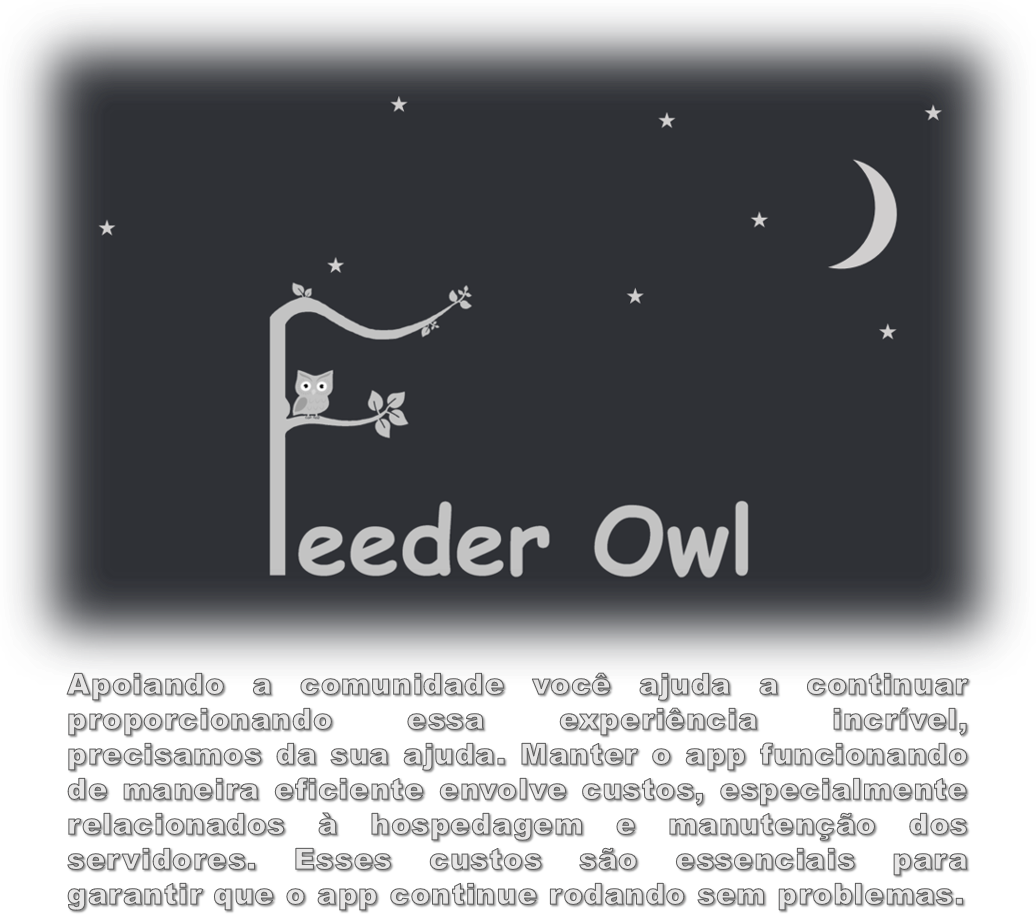 Feeder Owl
Apoiando a comunidade você ajuda a continuar
proporcionando essa experiência incrível,
precisamos da sua ajuda. Manter o app funcionando
de maneira eficiente envolve custos, especialmente
relacionados à hospedagem e manutenção dos
servidores. Esses custos são essenciais para
garantir que o app continue rodando sem problemas.